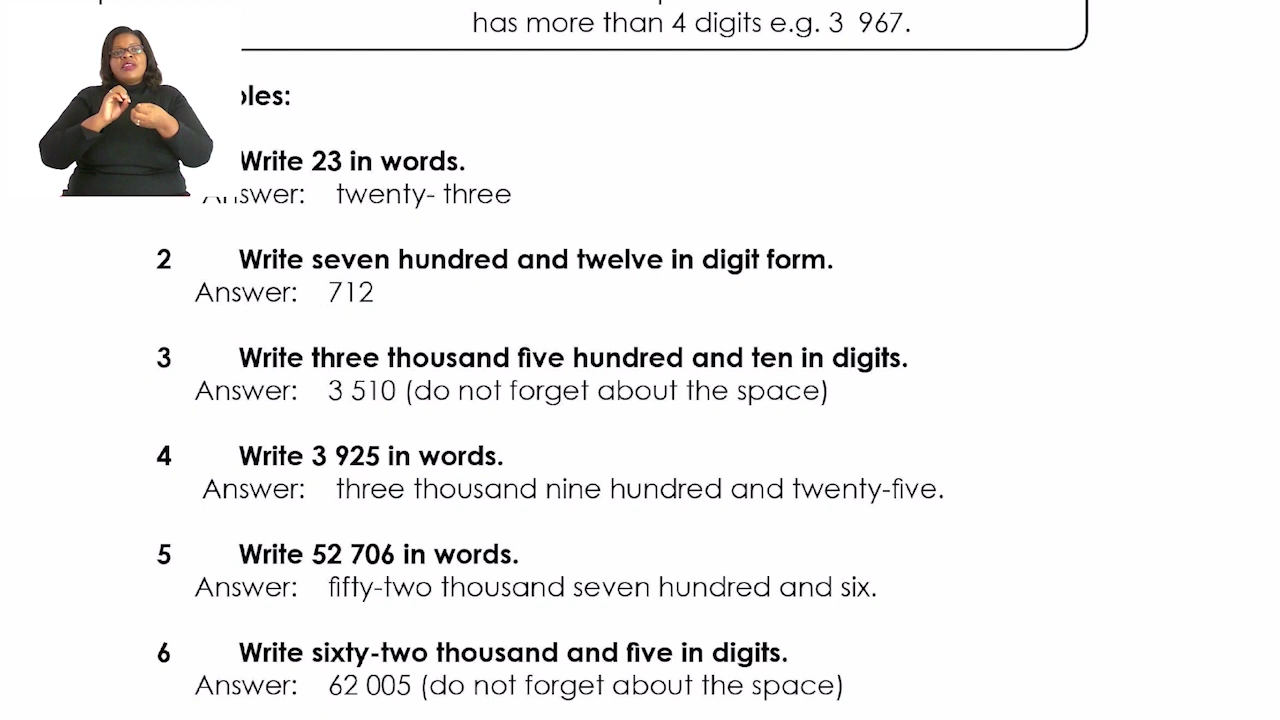 has more than 4 digits e.g. 3 967.
Write 23 in words.
twenty- three
2 Write seven hundred and twelve in digit form.
Answer: 712
3 Write three thousand five hundred and ten in digits.
Answer: 3 510 (do not forget about the space)
4 Write 3 925 in words.
Answer: three thousand nine hundred and twenty-five.
5 Write 52 706 in words.
Answer: fifty-two thousand seven hundred and six.
6 Write sixty-two thousand and five in digits.
Answer: 62 005 (do not forget about the space)